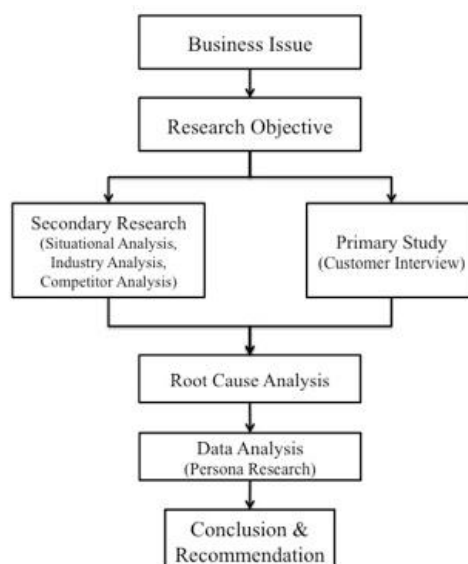 Business Issue
Research Objective
Secondary Research
(Situational Analysis,
Industry Analysis,
Competitor Analysis)
Primary Study
(Customer Interview)
Root Cause Analysis
Data Analysis
(Persona Research)
Conclusion &
Recommendation